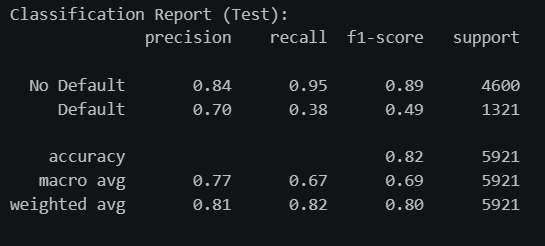 Classification Report (Test):
precision recall f1-score support
No Default 0.84 0.95 0.89 4600
Default 0.70 0.38 0.49 1321
accuracy 0.82 5921
macro avg 0.77 0.67 0.69 5921
weighted avg 0.81 0.82 0.80 5921